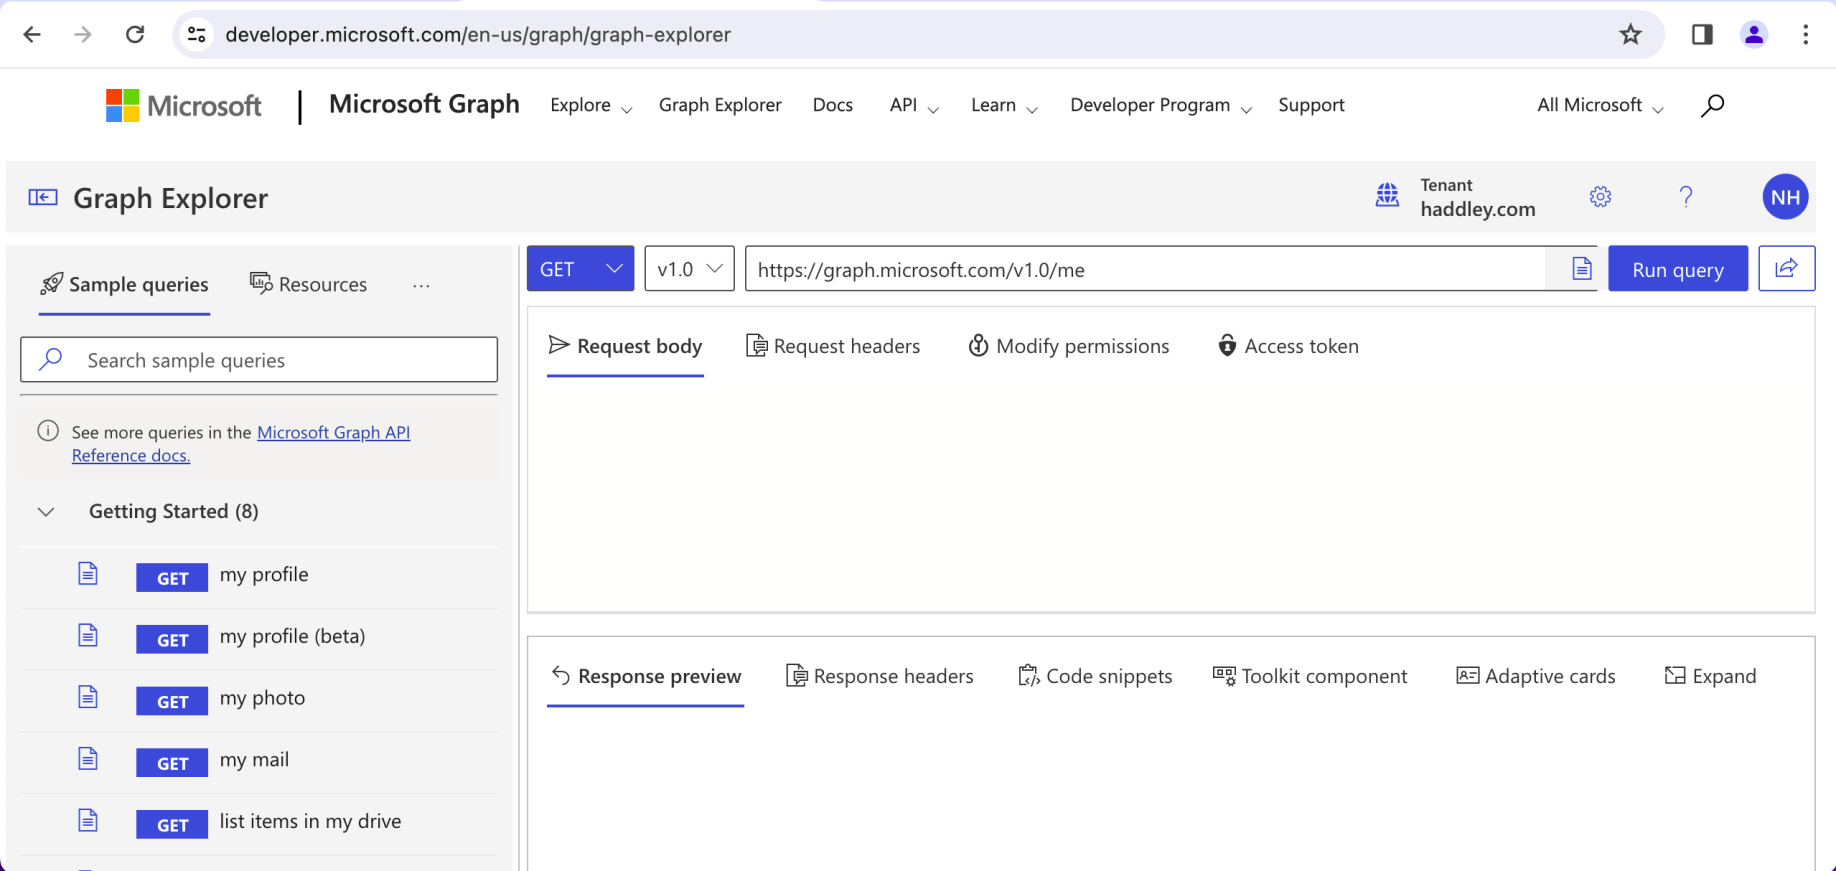 developer.microsoft.com/en-us/graph/graph-explorer
Microsoft Microsoft Graph Explore Graph Explorer Docs API Learn Developer Program Support All Microsoft
Graph Explorer
Tenant
haddley.com
?
NH
Sample queries Resources ...
GET v1.0 https://graph.microsoft.com/v1.0/me Run query
Search sample queries
Request body Request headers Modify permissions Access token
See more queries in the Microsoft Graph API
Reference docs.
Getting Started (8)
GET my profile
GET my profile (beta)
GET my photo
GET my mail
GET list items in my drive
Response preview Response headers Code snippets Toolkit component Adaptive cards Expand